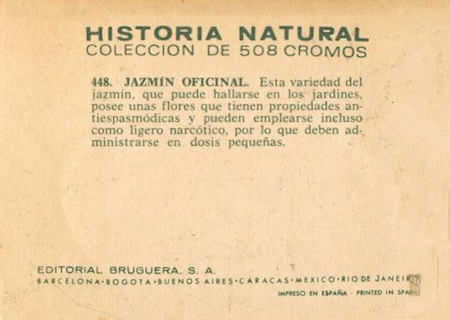 HISTORIA NATURAL
COLECCION DE 508 CROMOS
448. JAZMÍN OFICINAL. Esta variedad del
jazmín, que puede hallarse en los jardines,
posee unas flores que tienen propiedades an-
tiespasmódicas y pueden emplearse incluso
como ligero narcótico, por lo que deben ad-
ministrarse en dosis pequeñas.
EDITORIAL BRUGUERA, S. A.
BARCELONA • BOGOTA • BUENOS AIRES • CARACAS • MEXICO • RIO DE JANEIRO
IMPRESO EN ESPAÑA - PRINTED IN SPAIN